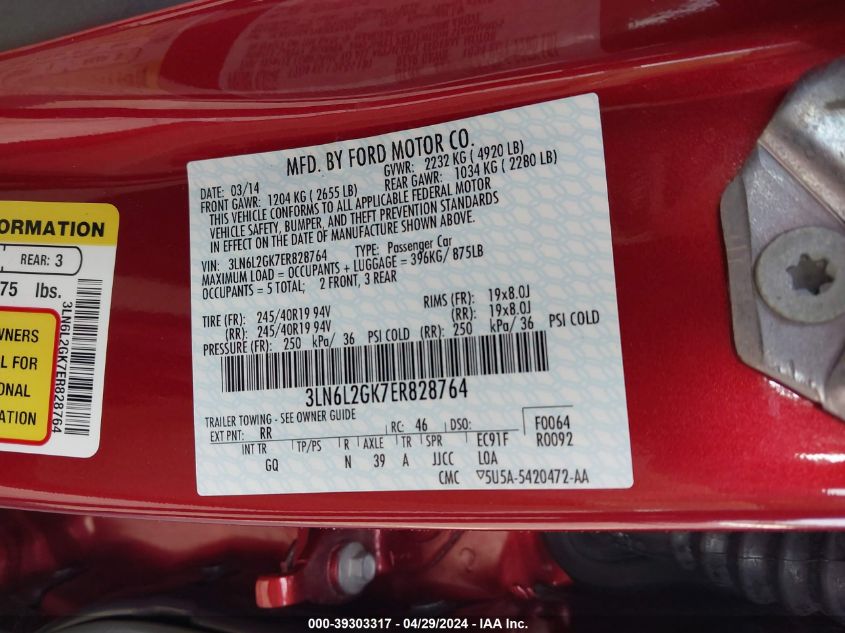 MFD. BY FORD MOTOR CO.
DATE: 03/14 GVWR: 2232 KG ( 4920 LB)
FRONT GAWR: 1204 KG ( 2655 LB) REAR GAWR: 1034 KG ( 2280 LB)
THIS VEHICLE CONFORMS TO ALL APPLICABLE FEDERAL MOTOR
VEHICLE SAFETY, BUMPER, AND THEFT PREVENTION STANDARDS
IN EFFECT ON THE DATE OF MANUFACTURE SHOWN ABOVE.
VIN: 3LN6L2GK7ER828764 TYPE: Passenger Car
MAXIMUM LOAD = OCCUPANTS + LUGGAGE = 396KG/ 875LB
OCCUPANTS = 5 TOTAL; 2 FRONT, 3 REAR
TIRE (FR): 245/40R19 94V RIMS (FR): 19x8.0J
(RR): 245/40R19 94V (RR): 19x8.0J
PRESSURE (FR): 250 kPa/ 36 PSI COLD (RR): 250 kPa/ 36 PSI COLD
3LN6L2GK7ER828764
TRAILER TOWING - SEE OWNER GUIDE
EXT PNT: RR RC: 46 DSO: F0064
INT TR TP/PS R AXLE TR SPR EC91F R0092
GQ N 39 A JJCC LOA
CMC ▽5U5A-5420472-AA
FORMATION
REAR: 3
75 lbs.
WNERS
L FOR
ONAL
3LN6L2GK7ER828764
000-39303317 / 04/29/2024 - IAA Inc.